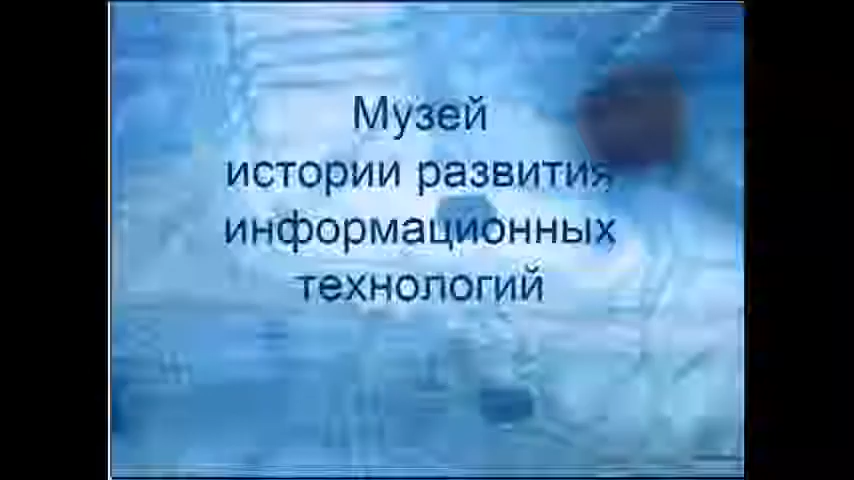 Музей
истории развития
информационных
технологий